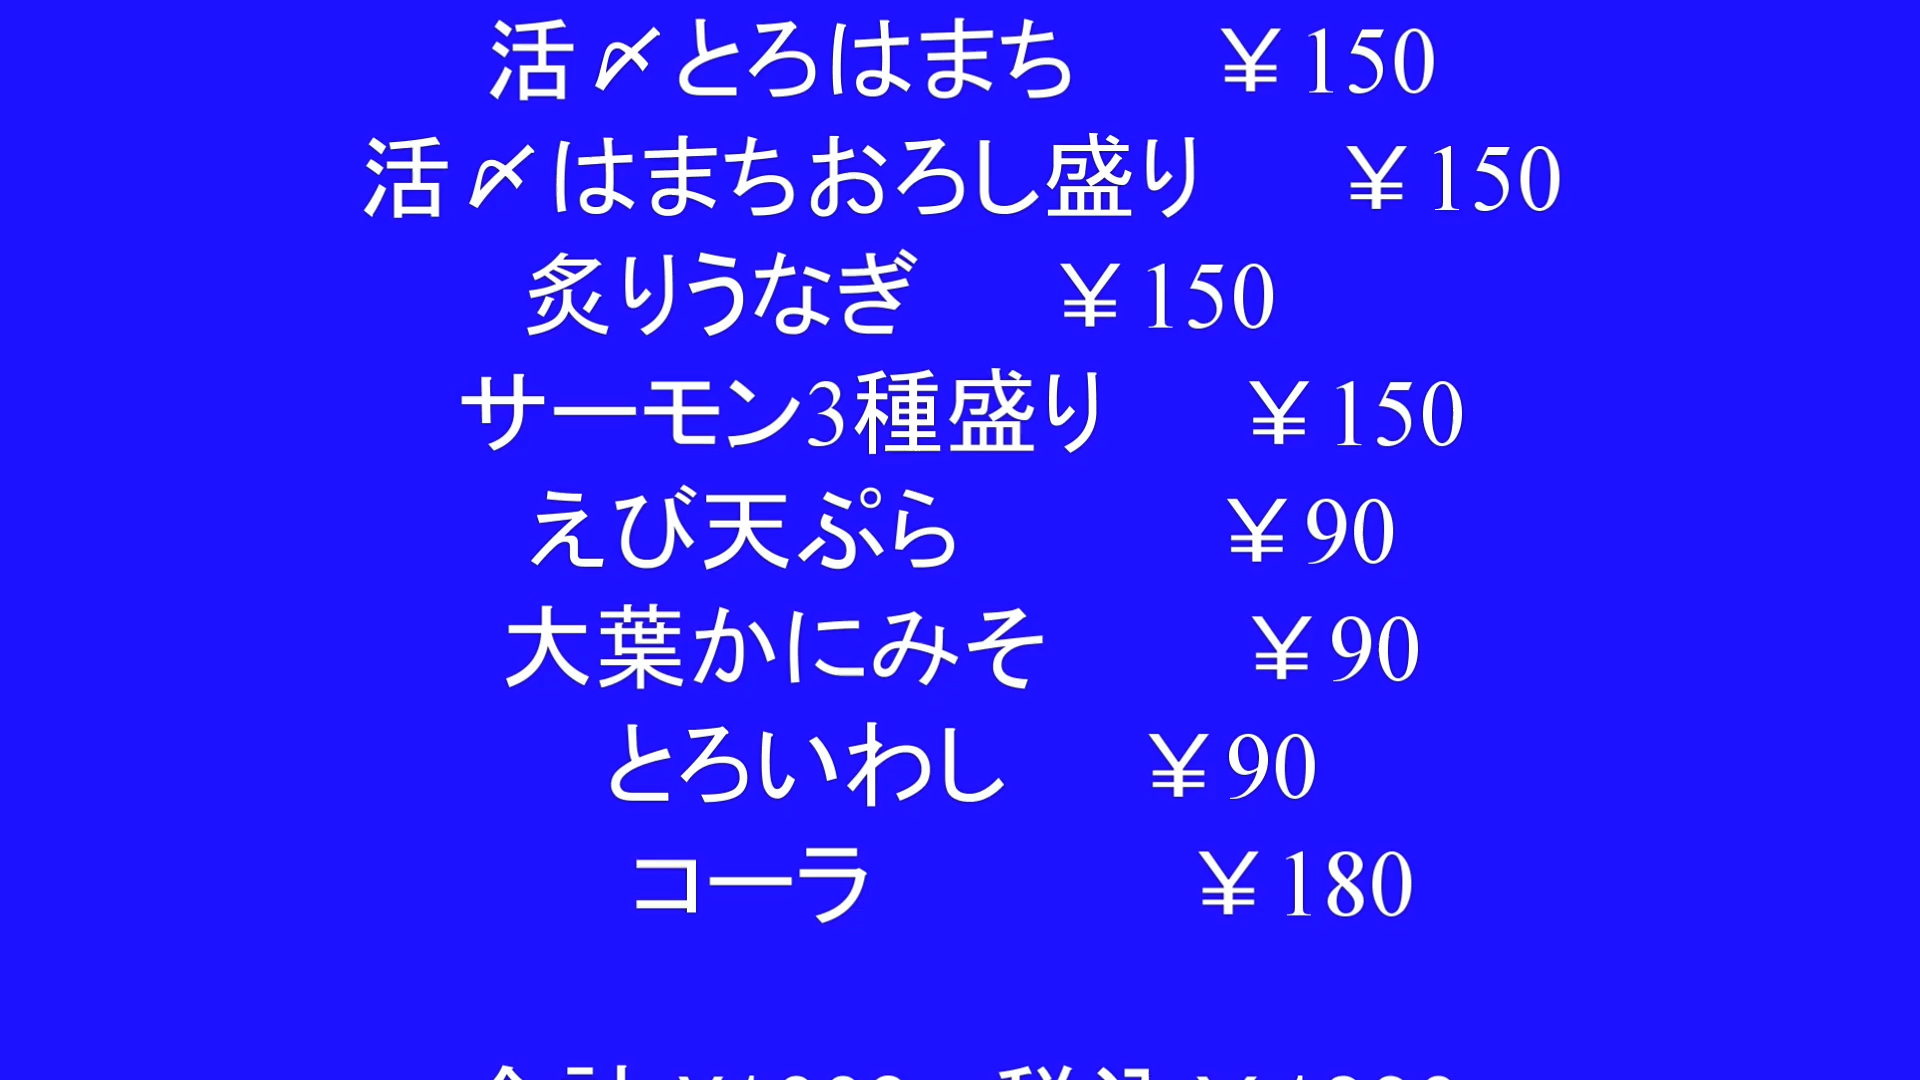 活〆とろはまち　￥150
活〆はまちおろし盛り　￥150
炙りうなぎ　￥150
サーモン3種盛り　￥150
えび天ぷら　￥90
大葉かにみそ　￥90
とろいわし　￥90
コーラ　￥180